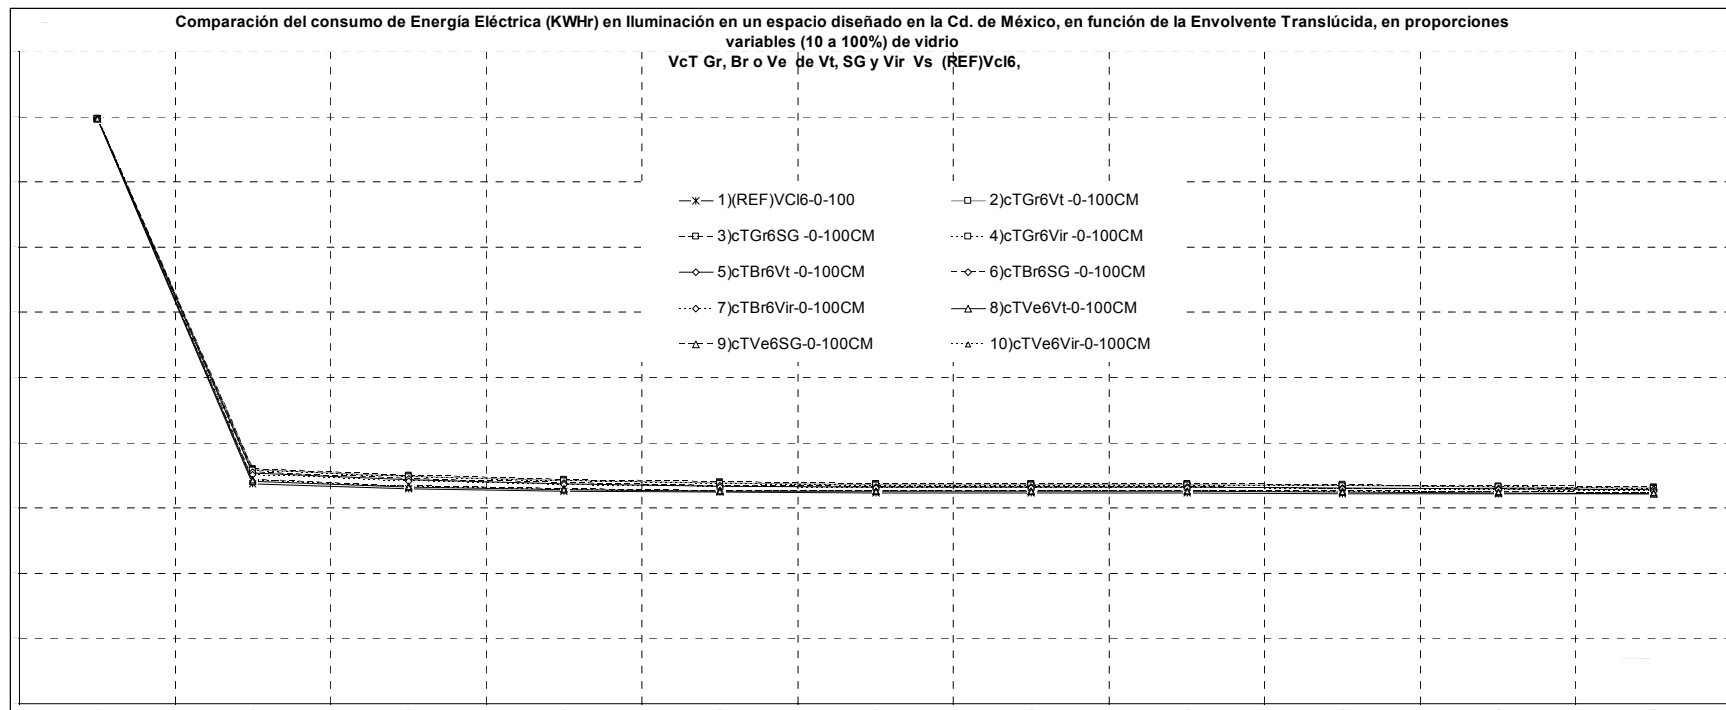 Comparación del consumo de Energía Eléctrica (KWHr) en Iluminación en un espacio diseñado en la Cd. de México, en función de la Envolvente Translúcida, en proporciones
variables (10 a 100%) de vidrio
VcT Gr, Br o Ve de Vt, SG y Vir Vs (REF)Vcl6,
1)(REF)VCl6-0-100
2)cTGr6Vt -0-100CM
3)cTGr6SG -0-100CM
4)cTGr6Vir -0-100CM
5)cTBr6Vt -0-100CM
6)cTBr6SG -0-100CM
7)cTBr6Vir-0-100CM
8)cTVe6Vt-0-100CM
9)cTVe6SG-0-100CM
10)cTVe6Vir-0-100CM